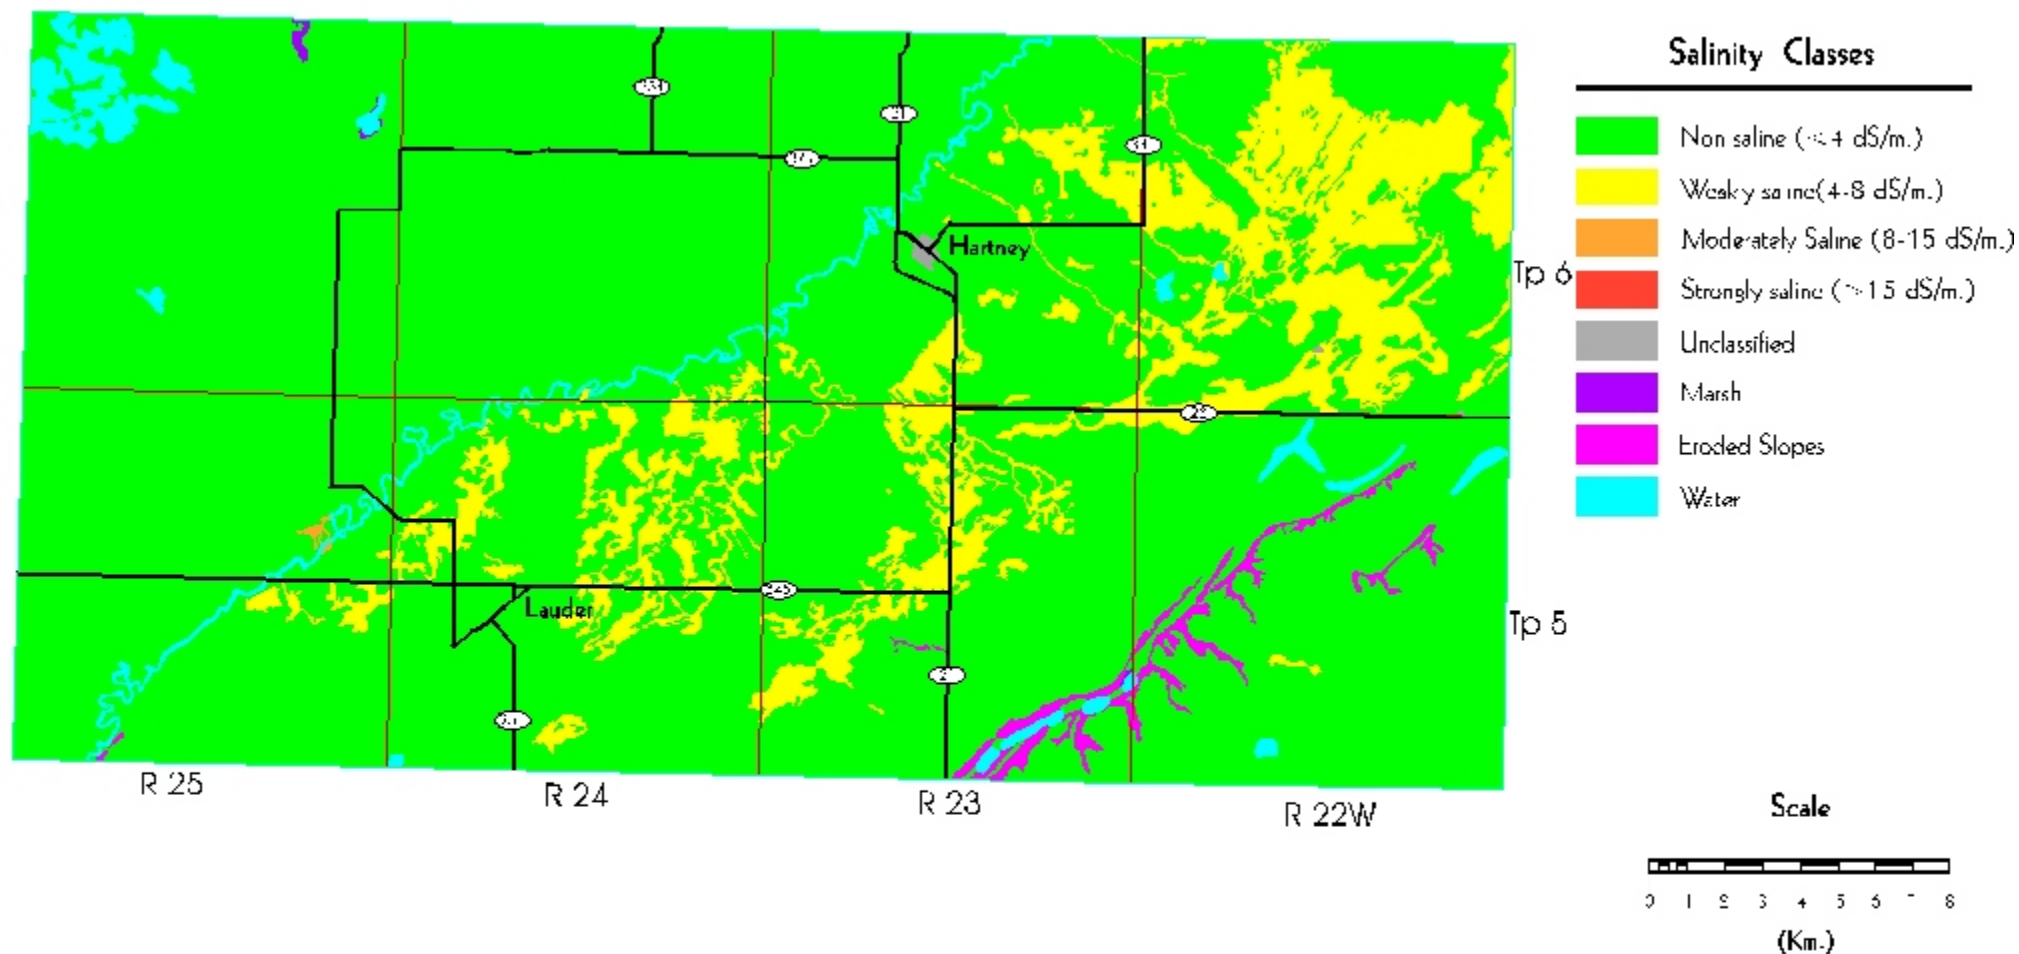 Salinity Classes
Non saline (<4 dS/m.)
Weakly saline(4-8 dS/m.)
Moderately Saline (8-15 dS/m.)
Strongly saline (>15 dS/m.)
Unclassified
Marsh
Eroded Slopes
Water
21
Hartney
Tp 6
Lauder
Tp 5
R 25
R 24
R 23
R 22W
Scale
0 1 2 3 4 5 6 7 8
(Km.)